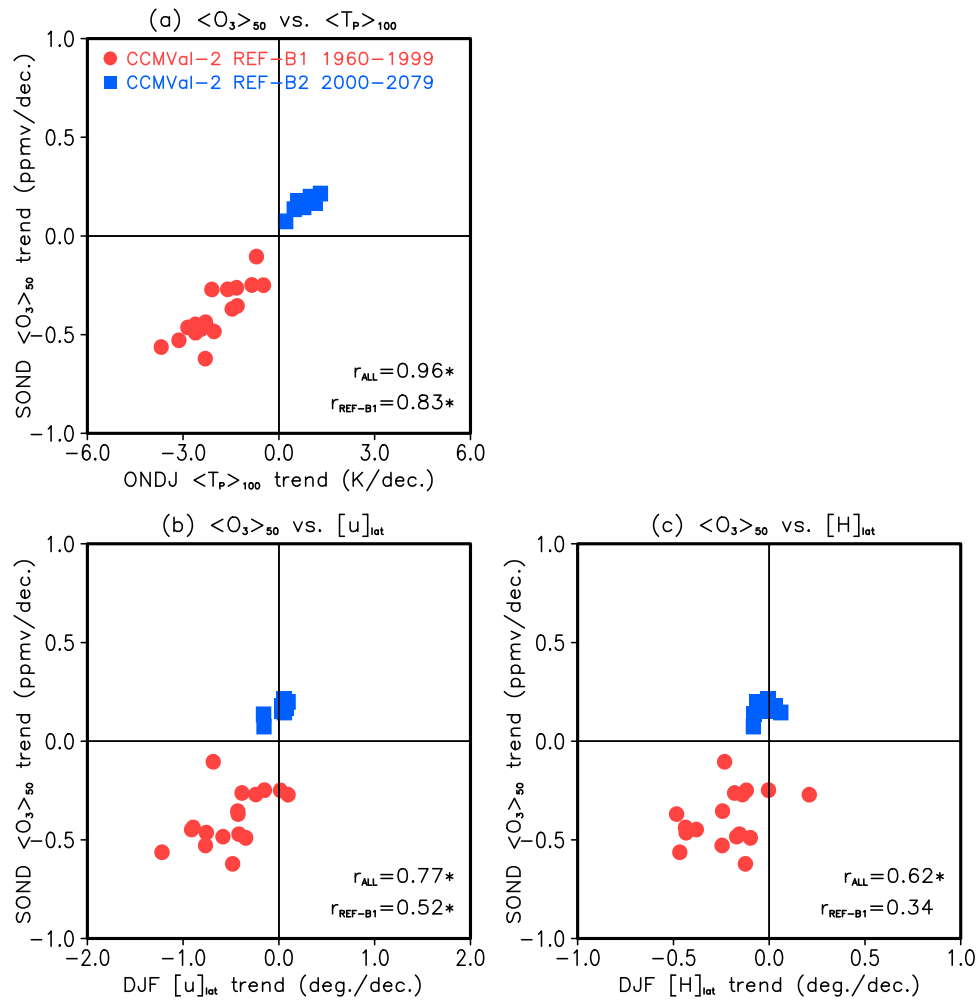 (a) <O₃>₅₀ vs. <Tₚ>₁₀₀
CCMVal−2 REF−B1 1960−1999
CCMVal−2 REF−B2 2000−2079
1.0
0.5
0.0
−0.5
−1.0
SOND <O₃>₅₀ trend (ppmv/dec.)
r_ALL=0.96*
r_REF−B1=0.83*
−6.0 −3.0 0.0 3.0 6.0
ONDJ <Tₚ>₁₀₀ trend (K/dec.)
(b) <O₃>₅₀ vs. [u]lat
1.0
0.5
0.0
−0.5
−1.0
SOND <O₃>₅₀ trend (ppmv/dec.)
r_ALL=0.77*
r_REF−B1=0.52*
−2.0 −1.0 0.0 1.0 2.0
DJF [u]lat trend (deg./dec.)
(c) <O₃>₅₀ vs. [H]lat
1.0
0.5
0.0
−0.5
−1.0
SOND <O₃>₅₀ trend (ppmv/dec.)
r_ALL=0.62*
r_REF−B1=0.34
−1.0 −0.5 0.0 0.5 1.0
DJF [H]lat trend (deg./dec.)